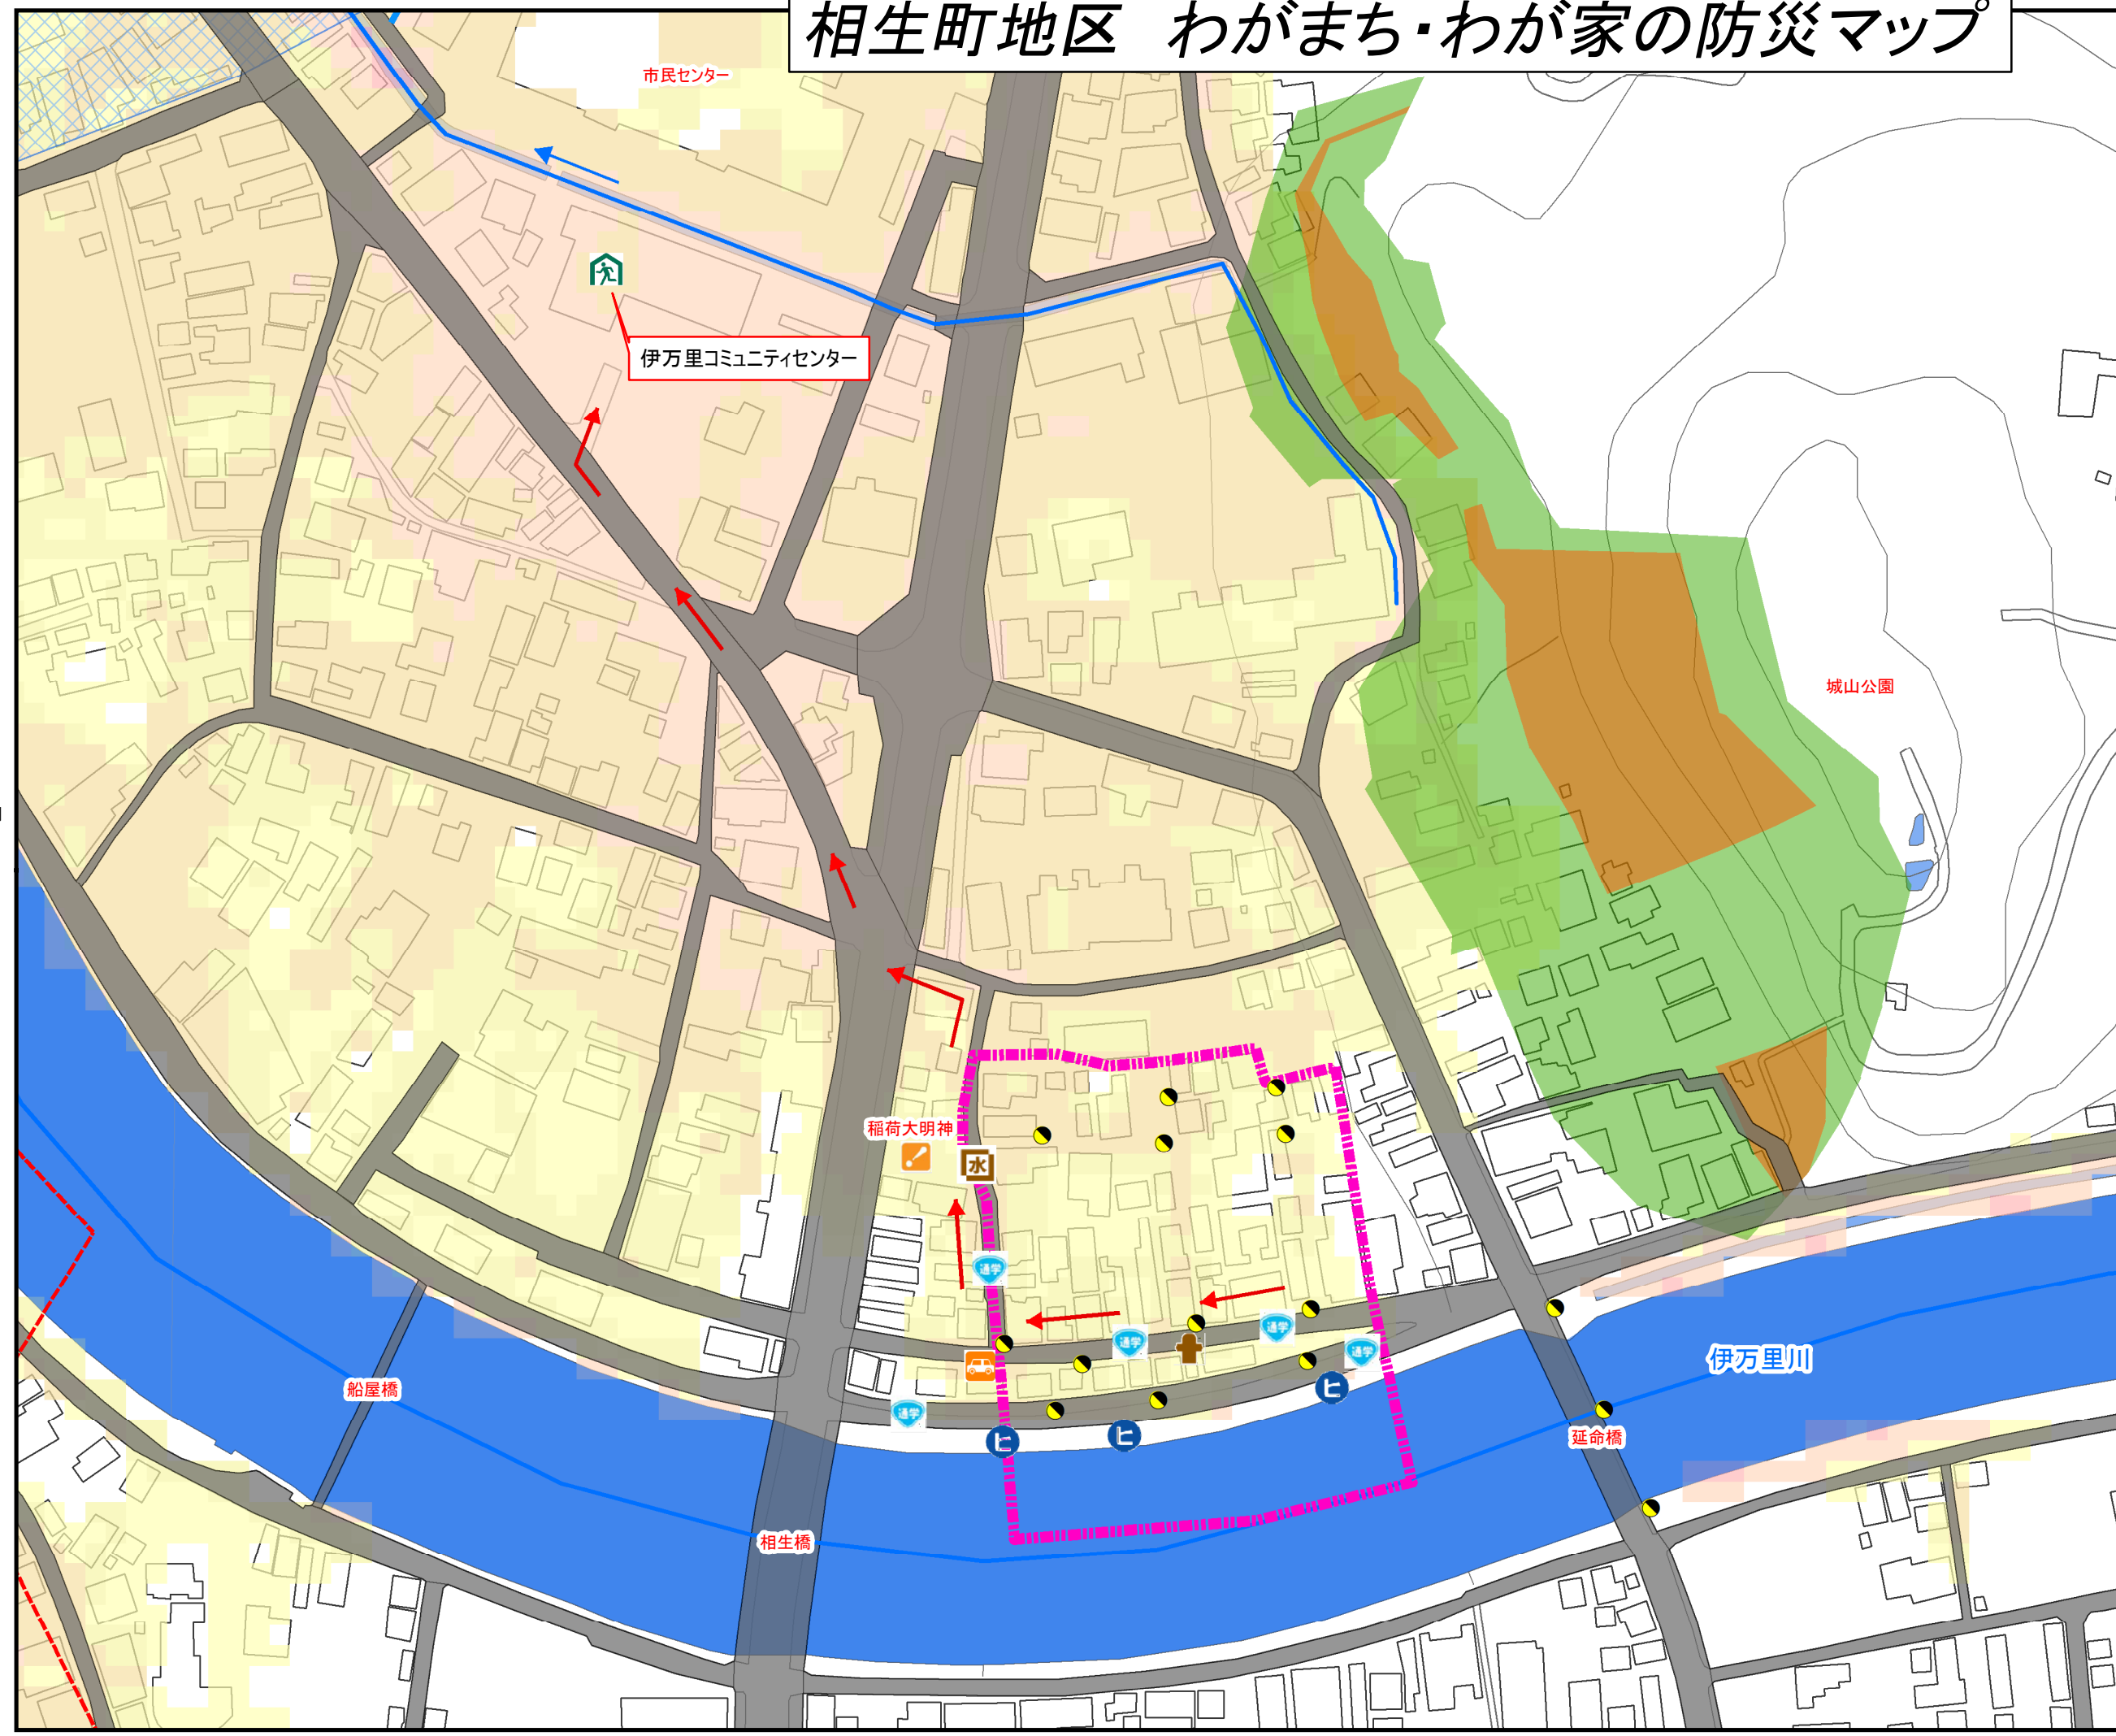 相生町地区 わがまち・わが家の防災マップ
市民センター
伊万里コミュニティセンター
城山公園
稲荷大明神
水
通学
通学
通学
通学
通学
ヒ
ヒ
ヒ
伊万里川
船屋橋
延命橋
相生橋